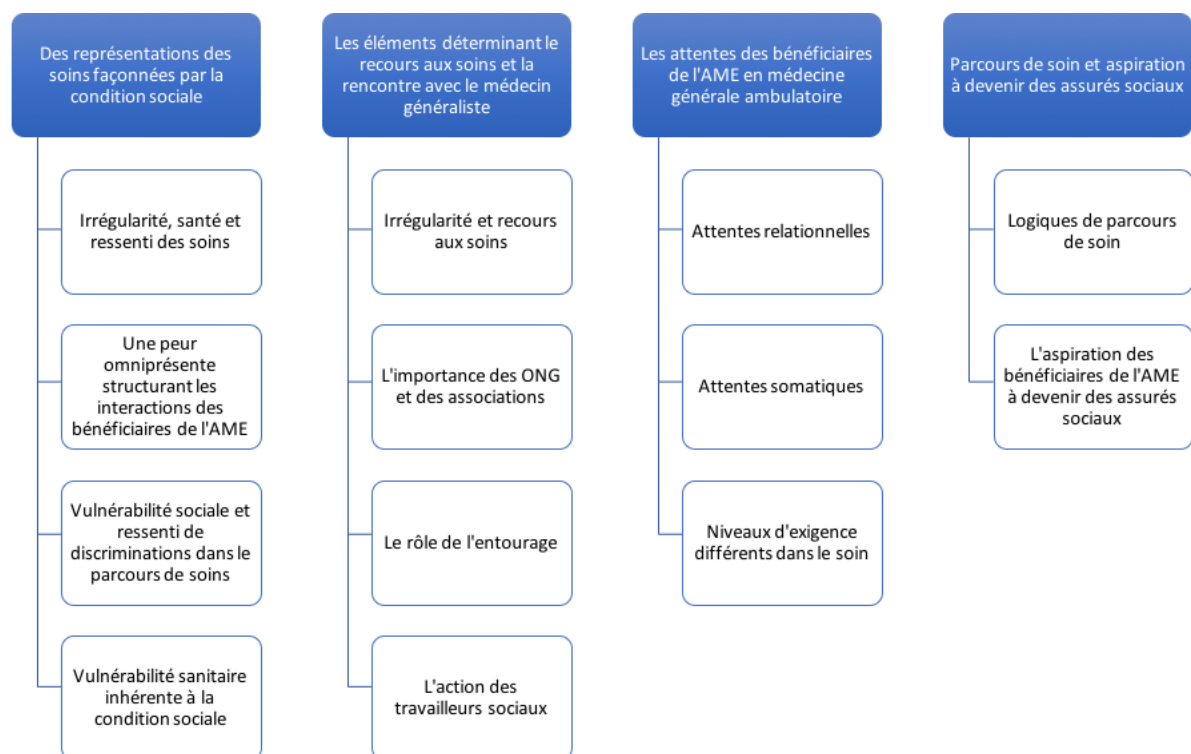 Des représentations des
soins façonnées par la
condition sociale
Irrégularité, santé et
ressenti des soins
Une peur
omniprésente
structurant les
interactions des
bénéficiaires de l'AME
Vulnérabilité sociale et
ressenti de
discriminations dans le
parcours de soins
Vulnérabilité sanitaire
inhérente à la
condition sociale
Les éléments déterminant le
recours aux soins et la
rencontre avec le médecin
généraliste
Irrégularité et recours
aux soins
L'importance des ONG
et des associations
Le rôle de l'entourage
L'action des
travailleurs sociaux
Les attentes des bénéficiaires
de l'AME en médecine
générale ambulatoire
Attentes relationnelles
Attentes somatiques
Niveaux d'exigence
différents dans le soin
Parcours de soin et aspiration
à devenir des assurés sociaux
Logiques de parcours
de soin
L'aspiration des
bénéficiaires de l'AME
à devenir des assurés
sociaux